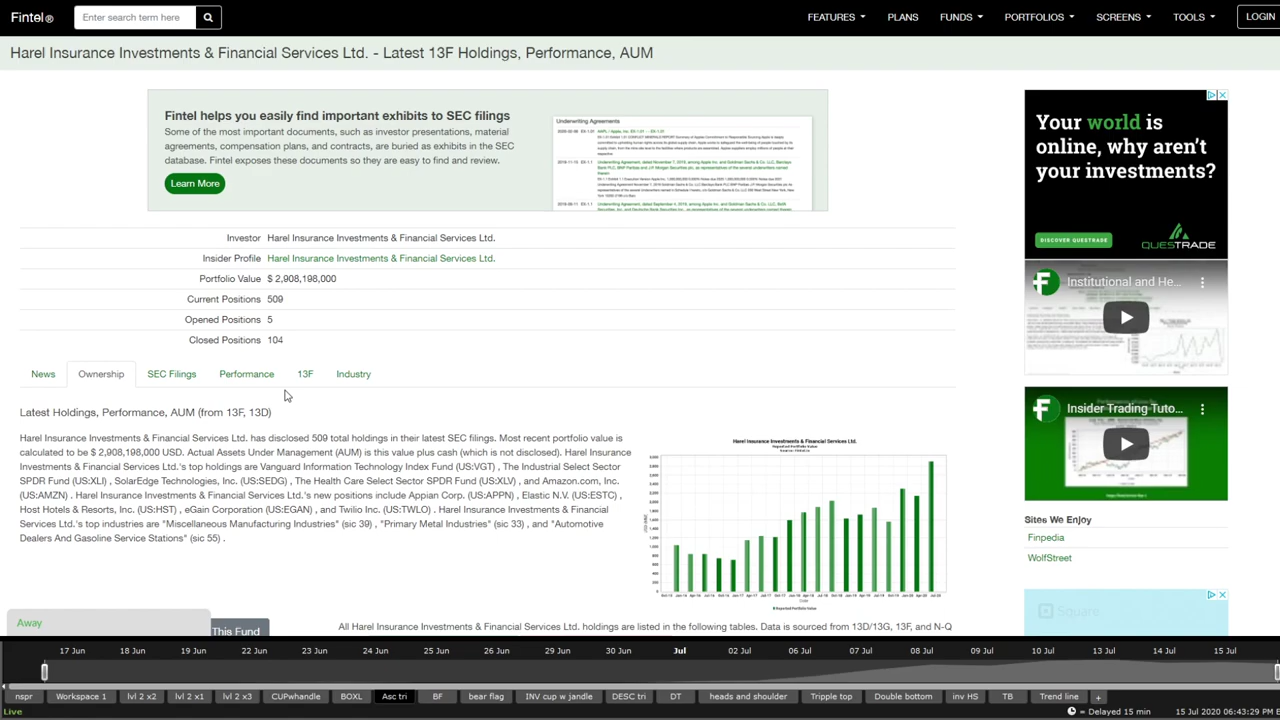 Fintel®
Enter search term here
FEATURES
PLANS
FUNDS
PORTFOLIOS
SCREENS
TOOLS
LOGIN
Harel Insurance Investments & Financial Services Ltd. - Latest 13F Holdings, Performance, AUM
Fintel helps you easily find important exhibits to SEC filings
Some of the most important documents, such as investor presentations, material
agreements, compensation plans, and contracts, are buried as exhibits in the SEC
database. Fintel exposes these documents so they are easy to find and review.
Learn More
Underwriting Agreements
Your world is
online, why aren't
your investments?
DISCOVER QUESTRADE
QUESTRADE
Institutional and He...
Insider Trading Tuto...
Sites We Enjoy
Finpedia
WolfStreet
Square
Investor Harel Insurance Investments & Financial Services Ltd.
Insider Profile Harel Insurance Investments & Financial Services Ltd.
Portfolio Value $ 2,908,198,000
Current Positions 509
Opened Positions 5
Closed Positions 104
News Ownership SEC Filings Performance 13F Industry
Latest Holdings, Performance, AUM (from 13F, 13D)
Harel Insurance Investments & Financial Services Ltd. has disclosed 509 total holdings in their latest SEC filings. Most recent portfolio value is
calculated to be $ 2,908,198,000 USD. Actual Assets Under Management (AUM) is this value plus cash (which is not disclosed). Harel
Insurance Investments & Financial Services Ltd.'s top holdings are Vanguard Information Technology Index Fund (US:VGT) , The Industrial Select Sector
SPDR Fund (US:XLI) , SolarEdge Technologies, Inc. (US:SEDG) , The Health Care Select Sector SPDR Fund (US:XLV) , and Amazon.com, Inc.
(US:AMZN) . Harel Insurance Investments & Financial Services Ltd.'s new positions include Appian Corp. (US:APPN) , Elastic N.V. (US:ESTC) ,
Host Hotels & Resorts, Inc. (US:HST) , eGain Corporation (US:EGAN) , and Twilio Inc. (US:TWLO) . Harel Insurance Investments & Financial
Services Ltd.'s top industries are "Miscellaneous Manufacturing Industries" (sic 39) , "Primary Metal Industries" (sic 33) , and "Automotive
Dealers And Gasoline Service Stations" (sic 55) .
Harel Insurance Investments & Financial Services Ltd.
Reported Portfolio Value
Away
This Fund
All Harel Insurance Investments & Financial Services Ltd. holdings are listed in the following tables. Data is sourced from 13D/13G, 13F, and N-Q
17 Jun 18 Jun 19 Jun 22 Jun 23 Jun 24 Jun 25 Jun 26 Jun 29 Jun 30 Jun Jul 02 Jul 06 Jul 07 Jul 08 Jul 09 Jul 10 Jul 13 Jul 14 Jul 15 Jul
nspr Workspace 1 lvl 2 x2 lvl 2 x1 lvl 2 x3 CUPwhandle BOXL Asc tri BF bear flag INV cup w jandle DESC tri DT heads and shoulder Tripple top Double bottom inv HS TB Trend line +
Live
= Delayed 15 min 15 Jul 2020 6:43:29 PM E